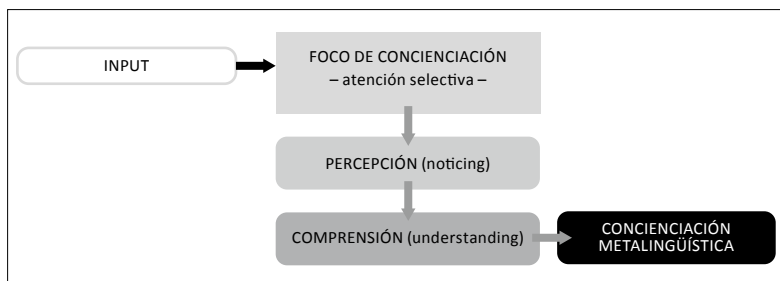 INPUT
FOCO DE CONCIENCIACIÓN
– atención selectiva –
PERCEPCIÓN (noticing)
COMPRENSIÓN (understanding)
CONCIENCIACIÓN
METALINGÜÍSTICA